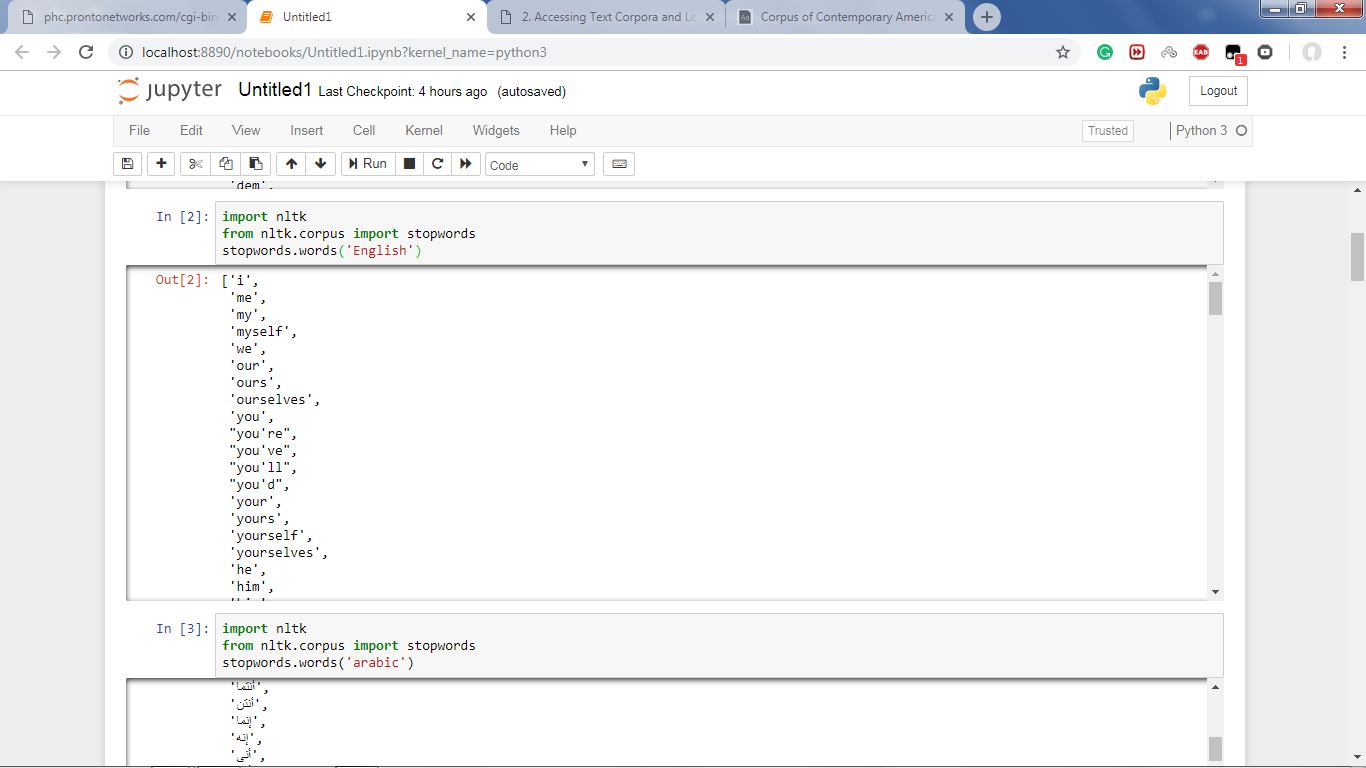 phc.prontonetworks.com/cgi-bin
Untitled1
2. Accessing Text Corpora and Le
Corpus of Contemporary America
localhost:8890/notebooks/Untitled1.ipynb?kernel_name=python3
EAB
1
jupyter Untitled1 Last Checkpoint: 4 hours ago (autosaved)
Logout
File Edit View Insert Cell Kernel Widgets Help
Trusted
Python 3
Run
Code
'dem',
In [2]: import nltk
from nltk.corpus import stopwords
stopwords.words('English')
Out[2]: ['i',
'me',
'my',
'myself',
'we',
'our',
'ours',
'ourselves',
'you',
"you're",
"you've",
"you'll",
"you'd",
'your',
'yours',
'yourself',
'yourselves',
'he',
'him',
In [3]: import nltk
from nltk.corpus import stopwords
stopwords.words('arabic')
'أنتما',
'أنتن',
'إنما',
'إنه',
'أنى',